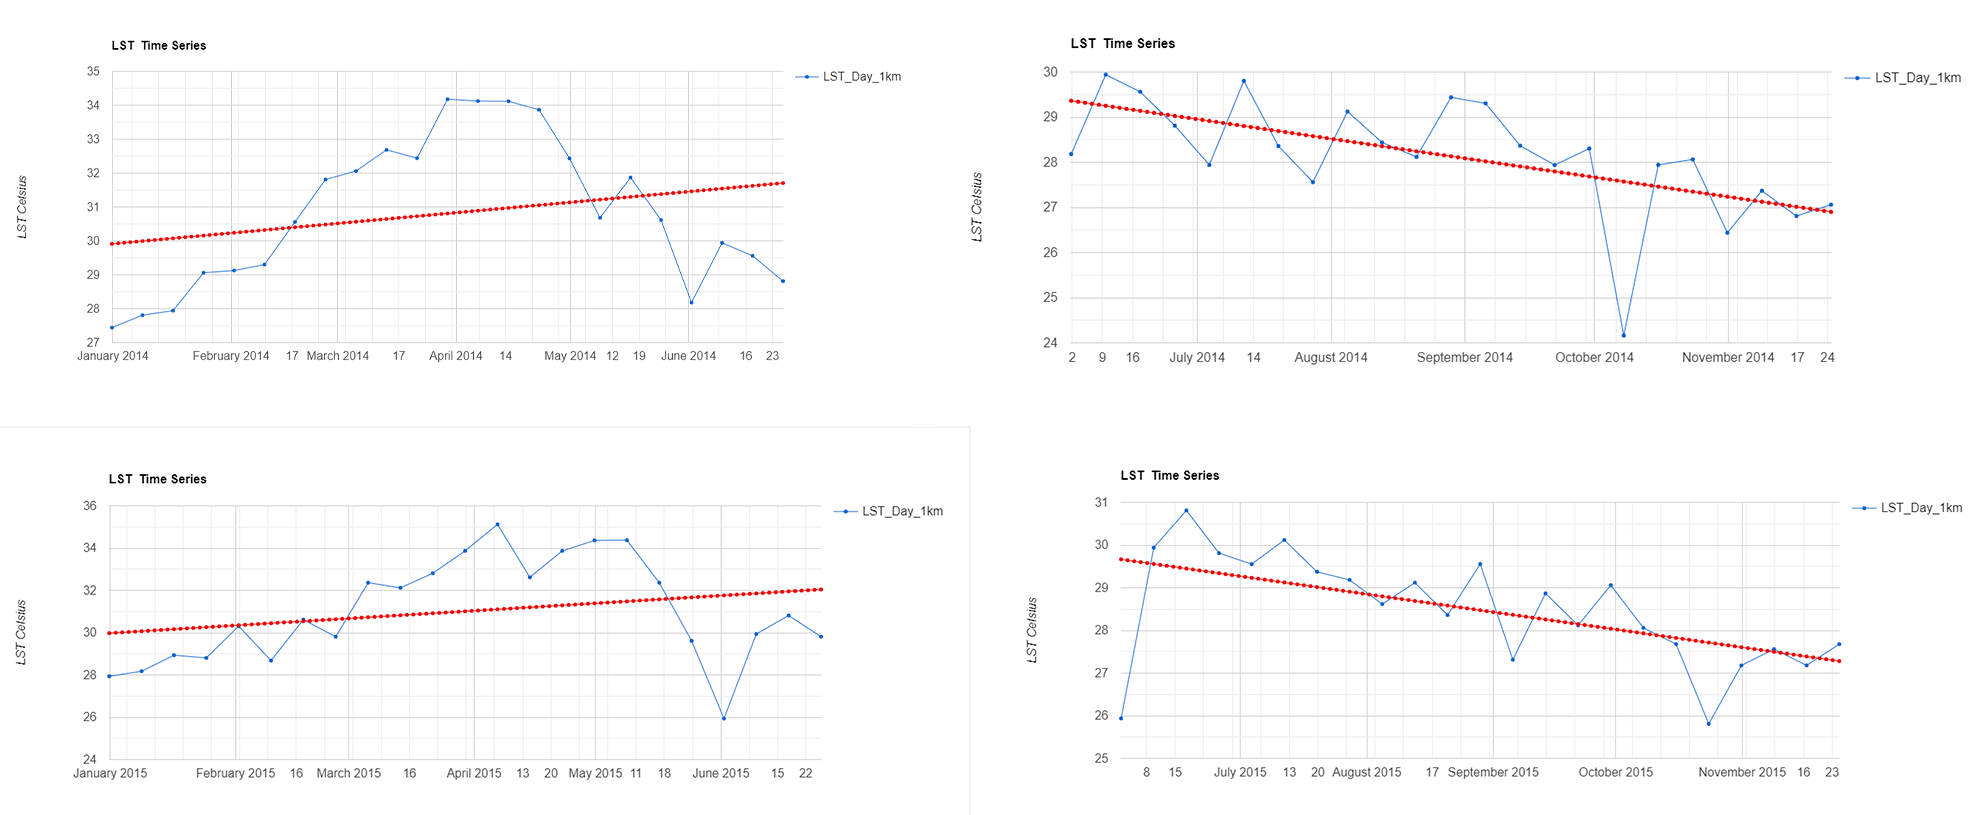 LST  Time Series
35
34
33
32
31
30
29
28
27
LST Celsius
LST_Day_1km
January 2014 February 2014 17 March 2014 17 April 2014 14 May 2014 12 19 June 2014 16 23
LST  Time Series
30
29
28
27
26
25
24
LST Celsius
LST_Day_1km
2 9 16 July 2014 14 August 2014 September 2014 October 2014 November 2014 17 24
LST  Time Series
36
34
32
30
28
26
24
LST Celsius
LST_Day_1km
January 2015 February 2015 16 March 2015 16 April 2015 13 20 May 2015 11 18 June 2015 15 22
LST  Time Series
31
30
29
28
27
26
25
LST Celsius
LST_Day_1km
8 15 July 2015 13 20 August 2015 17 September 2015 October 2015 November 2015 16 23